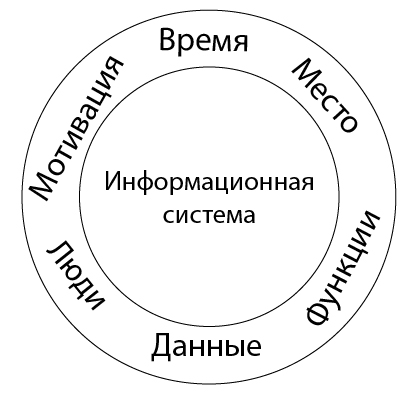 Время
Место
Функции
Данные
Люди
Мотивация
Информационная
система